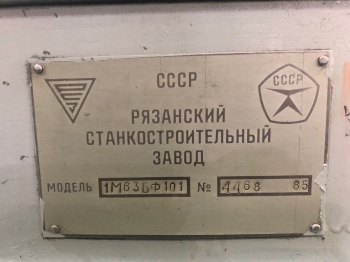 СССР
СССР
РЯЗАНСКИЙ
СТАНКОСТРОИТЕЛЬНЫЙ
ЗАВОД
МОДЕЛЬ 1М63БФ101 № 4468 85